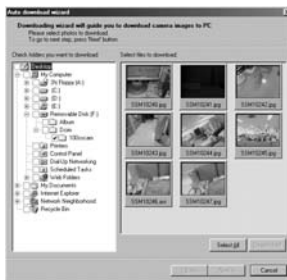 Auto download wizard
Downloading wizard will guide you to download camera images to PC
Please select photos to download.
To go to next step, press 'Next' button.
Check folders you want to download
Select files to download
Desktop
My Computer
3½ Floppy (A:)
(C:)
(D:)
(E:)
Removable Disk (F:)
Album
Dcim
100sscam
Printers
Control Panel
Dial-Up Networking
Scheduled Tasks
Web Folders
My Documents
Internet Explorer
Network Neighborhood
Recycle Bin
SSM10240.jpg
SSM10241.jpg
SSM10242.jpg
SSM10243.jpg
SSM10244.jpg
SSM10245.jpg
SSM10246.avi
SSM10247.jpg
Select All
Cancel